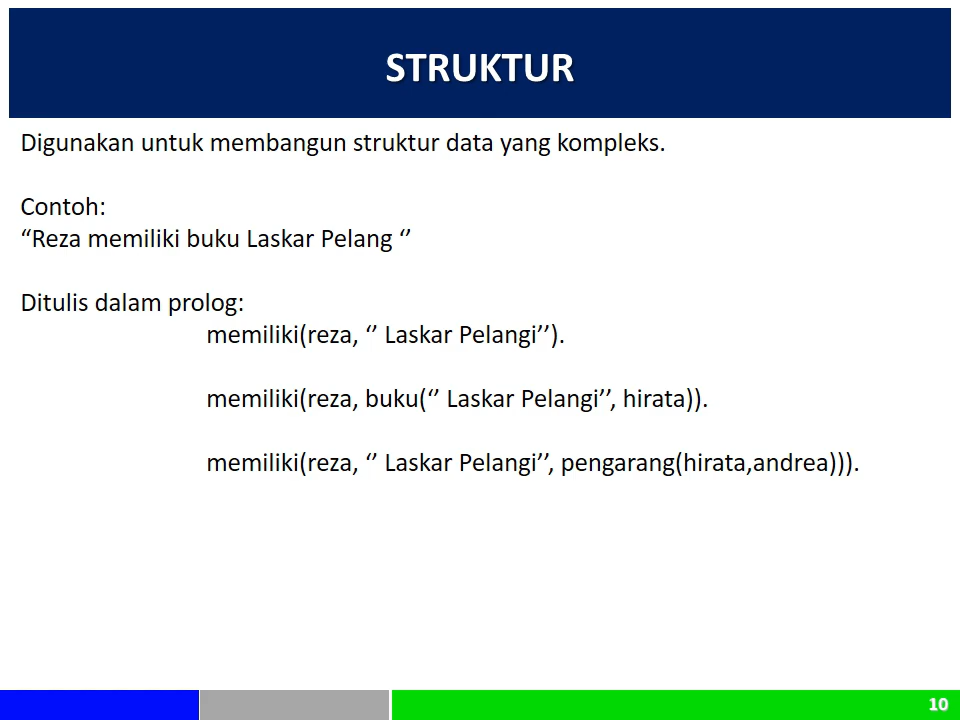 STRUKTUR
Digunakan untuk membangun struktur data yang kompleks.
Contoh:
“Reza memiliki buku Laskar Pelang ‘’
Ditulis dalam prolog:
memiliki(reza, ‘’ Laskar Pelangi’’).
memiliki(reza, buku(‘’ Laskar Pelangi’’, hirata)).
memiliki(reza, ‘’ Laskar Pelangi’’, pengarang(hirata,andrea))).
10